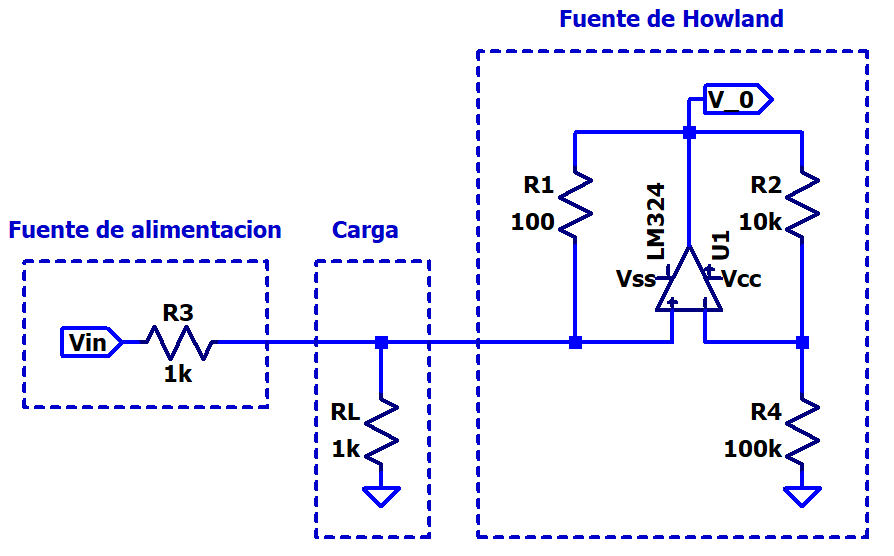 Fuente de Howland
V_0
R1
100
LM324
U1
R2
10k
Fuente de alimentacion
Carga
Vss
Vcc
+
+
-
-
Vin
R3
1k
RL
1k
R4
100k